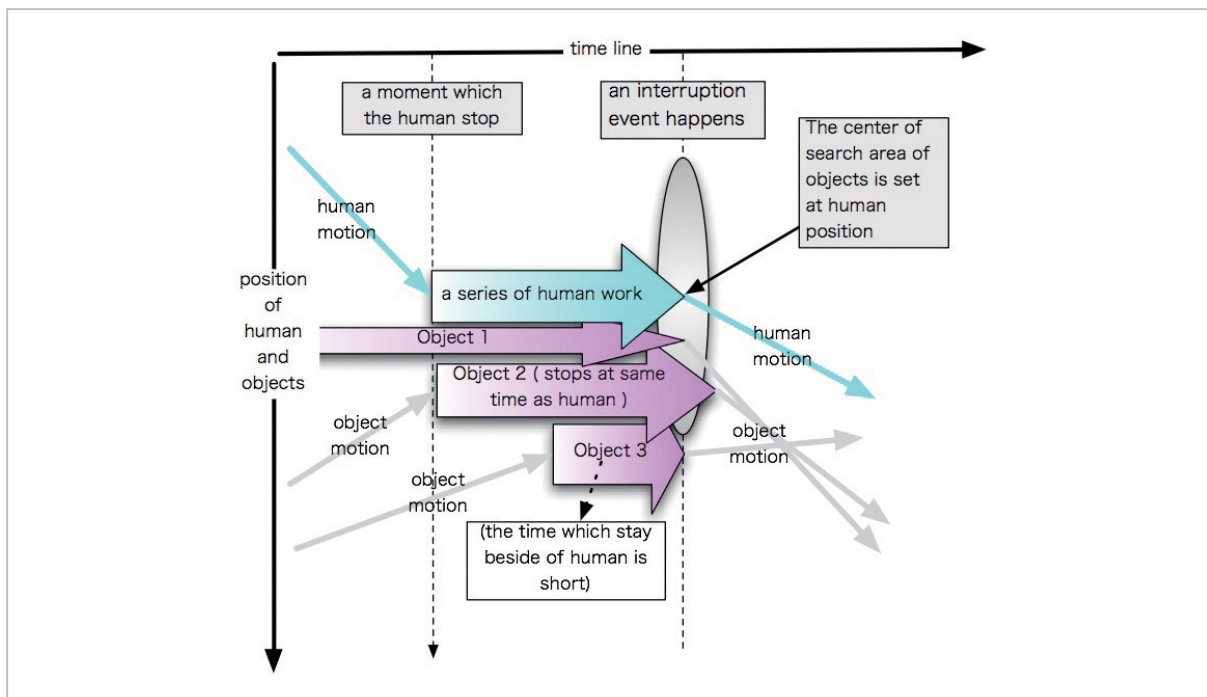 time line
a moment which
the human stop
an interruption
event happens
The center of
search area of
objects is set
at human
position
human
motion
position
of
human
and
objects
a series of human work
human
motion
Object 1
Object 2 ( stops at same
time as human )
object
motion
Object 3
object
motion
object
motion
(the time which stay
beside of human is
short)